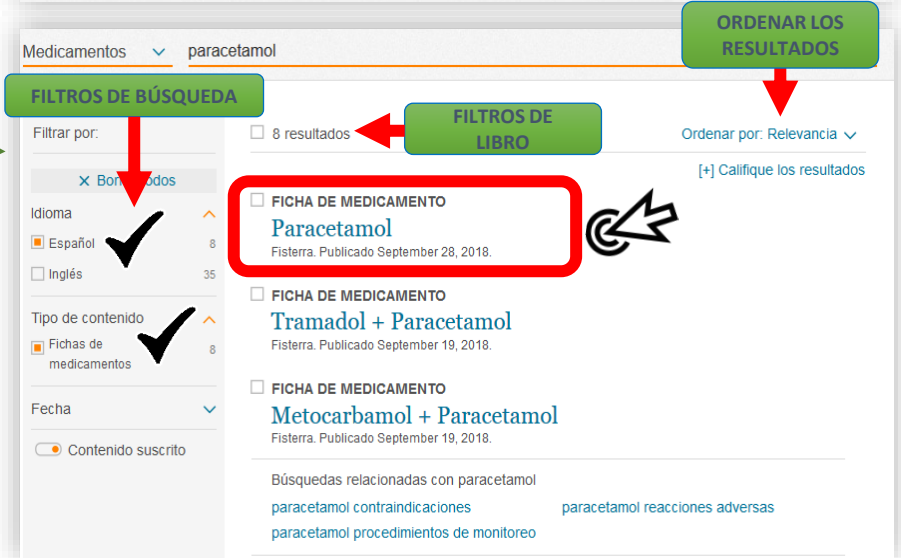 ORDENAR LOS
RESULTADOS
Medicamentos
paracetamol
FILTROS DE BÚSQUEDA
FILTROS DE
LIBRO
Filtrar por:
8 resultados
Ordenar por: Relevancia
[+] Calificar los resultados
Idioma
Español 8
Inglés 35
Tipo de contenido
Fichas de 8
medicamentos
Fecha
Contenido suscrito
FICHA DE MEDICAMENTO
Paracetamol
Fisterra. Publicado September 28, 2018.
FICHA DE MEDICAMENTO
Tramadol + Paracetamol
Fisterra. Publicado September 19, 2018.
FICHA DE MEDICAMENTO
Metocarbamol + Paracetamol
Fisterra. Publicado September 19, 2018.
Búsquedas relacionadas con paracetamol
paracetamol contraindicaciones
paracetamol reacciones adversas
paracetamol procedimientos de monitoreo